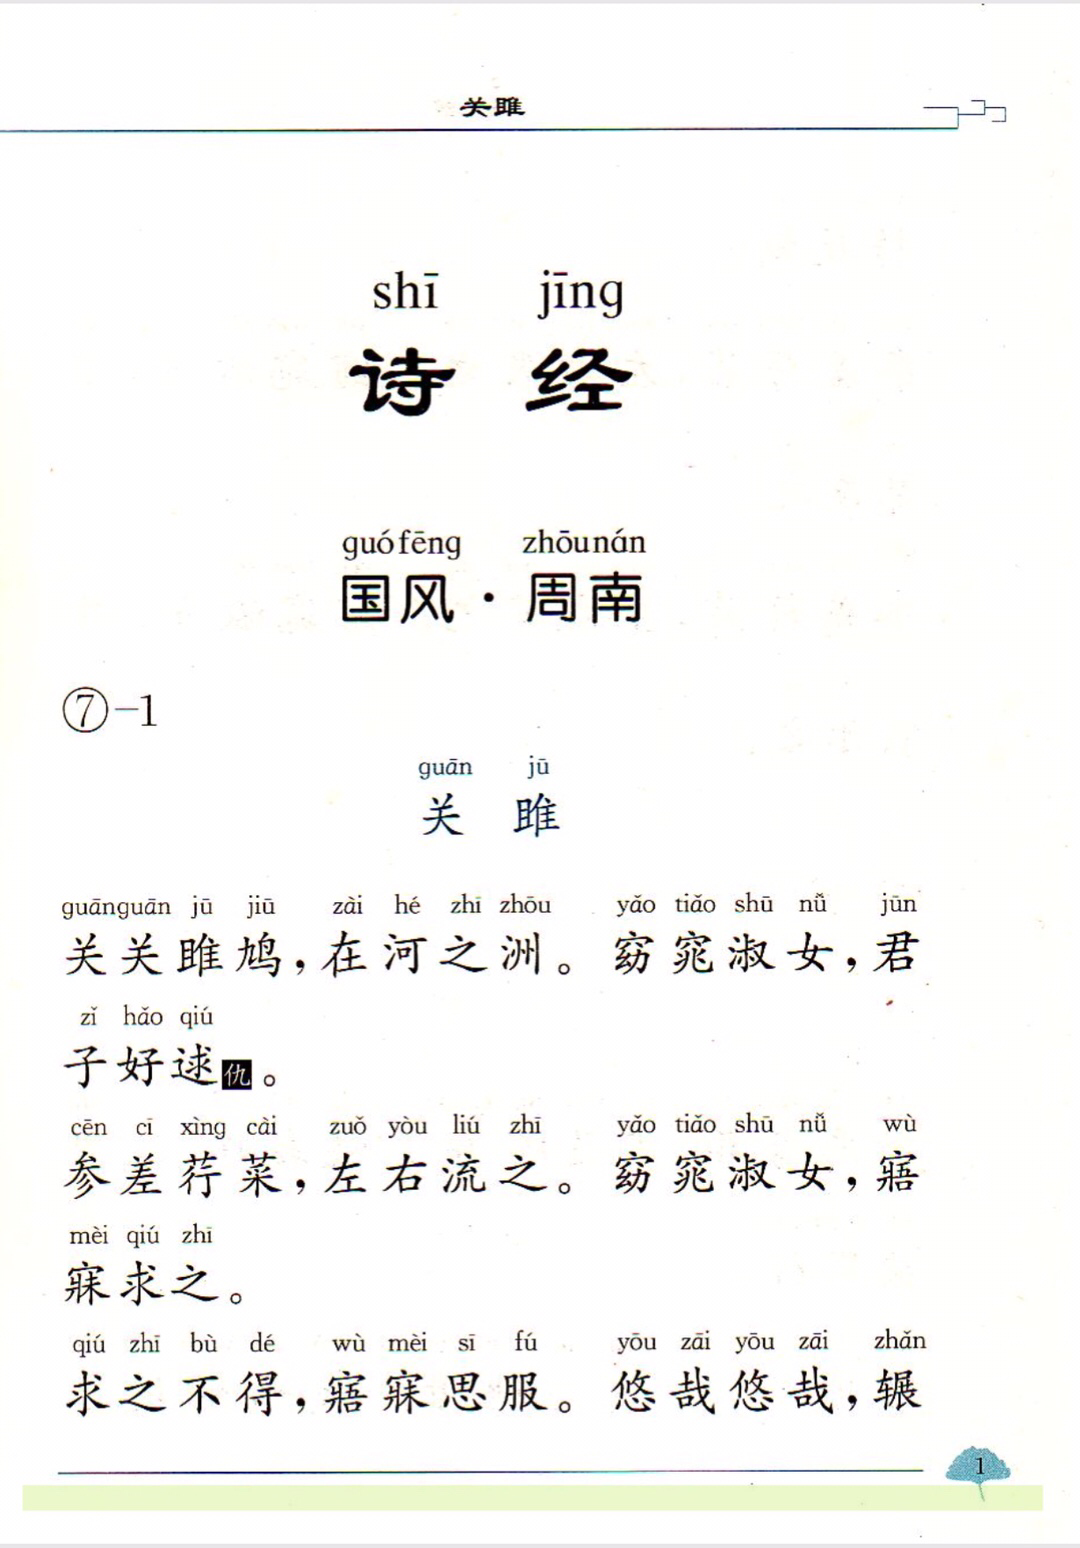 关雎
shī jīng
诗 经
guófēng zhōunán
国风·周南
⑦-1
guān jū
关 雎
guānguān jū jiū zài hé zhī zhōu yǎo tiǎo shū nǚ jūn
关关雎鸠,在河之洲。窈窕淑女,君
zǐ hǎo qiú
子好逑仇。
cēn cī xìng cài zuǒ yòu liú zhī yǎo tiǎo shū nǚ wù
参差荇菜,左右流之。窈窕淑女,寤
mèi qiú zhī
寐求之。
qiú zhī bù dé wù mèi sī fú yōu zāi yōu zāi zhǎn
求之不得,寤寐思服。悠哉悠哉,辗
1